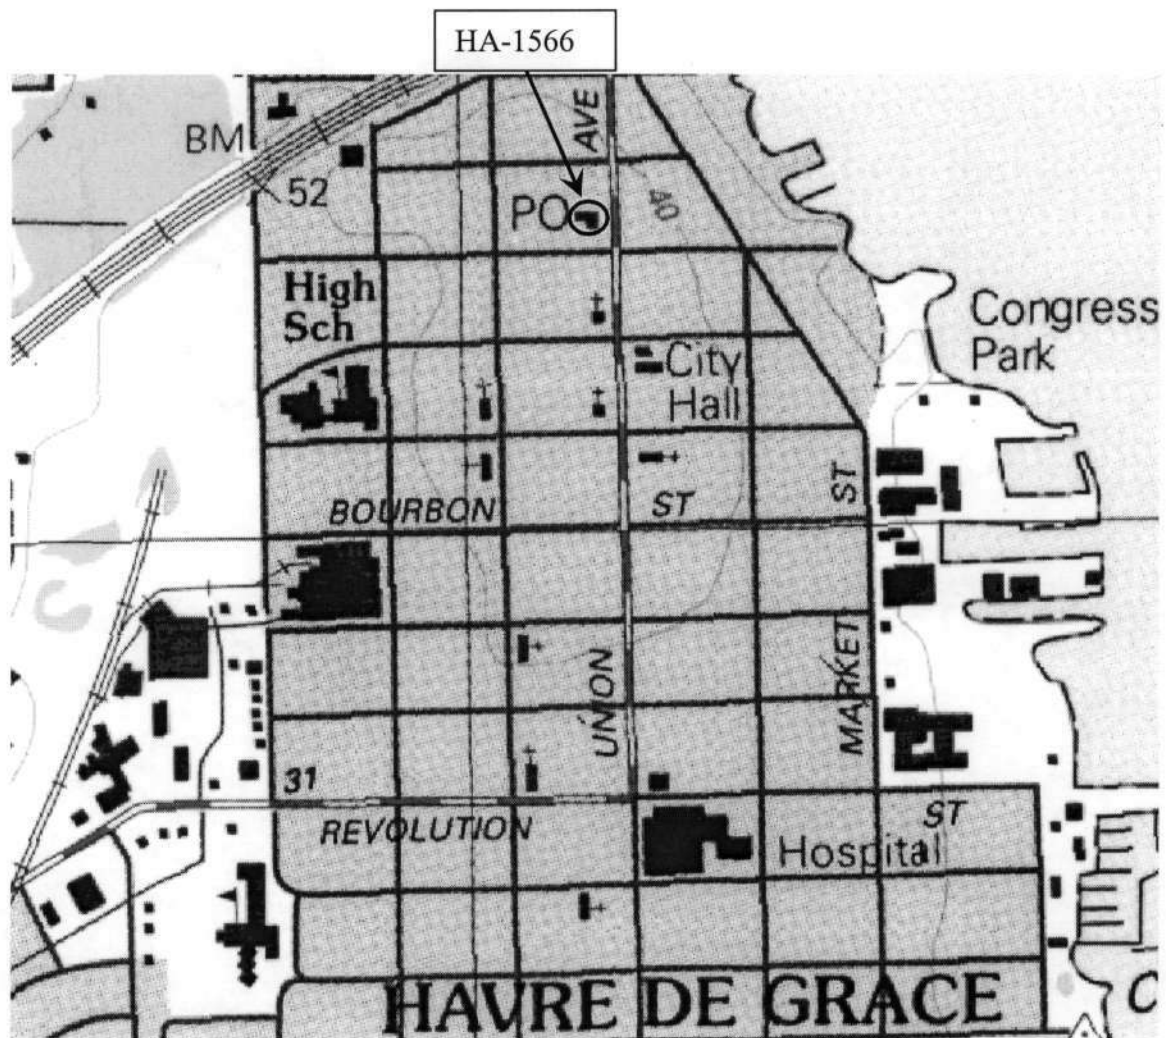 HA-1566
AVE
BM
52
PO
40
High
Sch
Congress
Park
City
Hall
BOURBON ST
ST
UNION
MARKET
31
REVOLUTION ST
Hospital
HAVRE DE GRACE
C